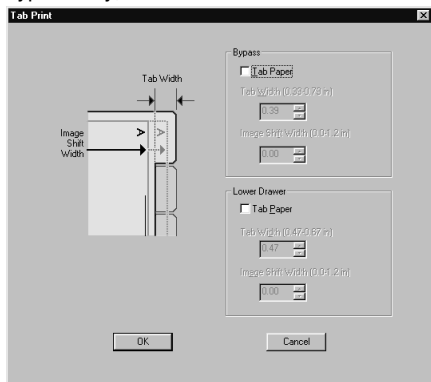 Tab Print
Tab Width
Image
Shift
Width
A
A
Bypass
Tab Paper
Tab Width (0.39-0.79 in)
0.39
Image Shift Width (0.0-1.2 in)
0.00
Lower Drawer
Tab Paper
Tab Width (0.47-0.67 in)
0.47
Image Shift Width (0.0-1.2 in)
0.00
OK
Cancel